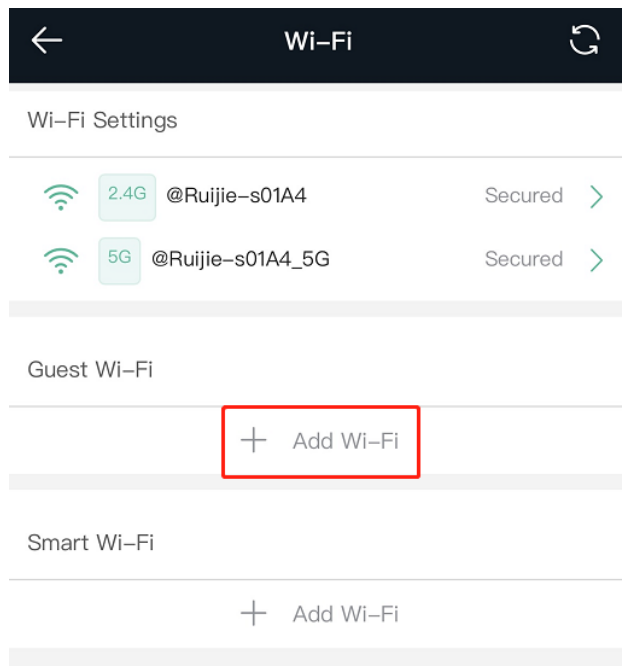 Wi-Fi
Wi-Fi Settings
2.4G @Ruijie-s01A4 Secured
5G @Ruijie-s01A4_5G Secured
Guest Wi-Fi
Add Wi-Fi
Smart Wi-Fi
Add Wi-Fi